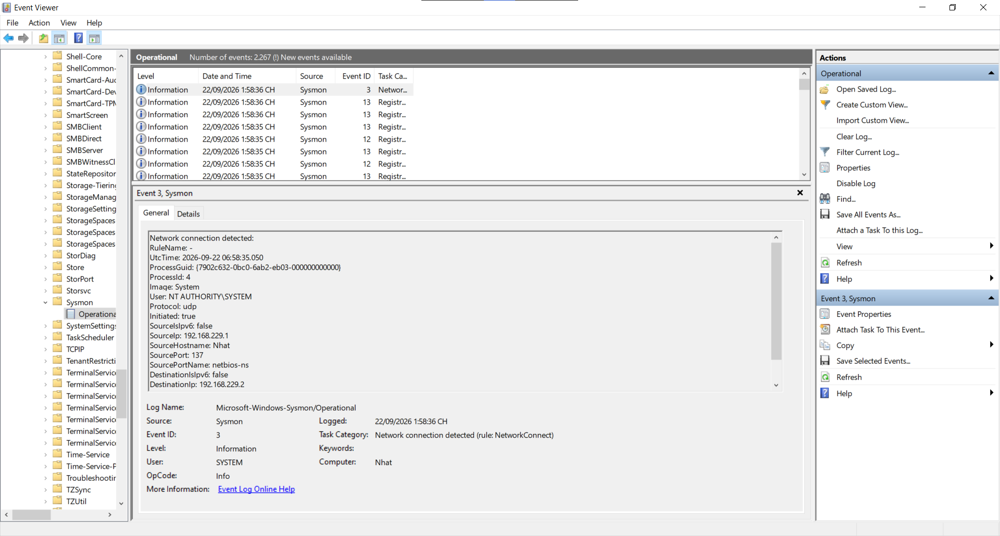 Event Viewer
File Action View Help
Shell-Core
ShellCommon-
SmartCard-Aud
SmartCard-Dev
SmartCard-TPM
SmartScreen
SMBClient
SMBDirect
SMBServer
SMBWitnessCl
StateRepositor
Storage-Tiering
StorageManag
StorageSetting
StorageSpaces
StorageSpaces
StorageSpaces
StorDiag
Store
StorPort
Storsvc
Sysmon
Operationa
SystemSettings
TaskScheduler
TCPIP
TenantRestricti
TerminalService
TerminalService
TerminalService
TerminalService
TerminalService
TerminalService
TerminalService
Time-Service
Time-Service-P
Troubleshootin
TZSync
TZUtil
Operational Number of events: 2.267 (!) New events available
Level Date and Time Source Event ID Task Ca...
Information 22/09/2026 1:58:36 CH Sysmon 3 Networ...
Information 22/09/2026 1:58:36 CH Sysmon 13 Registr...
Information 22/09/2026 1:58:36 CH Sysmon 13 Registr...
Information 22/09/2026 1:58:35 CH Sysmon 13 Registr...
Information 22/09/2026 1:58:35 CH Sysmon 12 Registr...
Information 22/09/2026 1:58:35 CH Sysmon 13 Registr...
Information 22/09/2026 1:58:35 CH Sysmon 12 Registr...
Information 22/09/2026 1:58:35 CH Sysmon 13 Registr...
Event 3, Sysmon
General Details
Network connection detected:
RuleName: -
UtcTime: 2026-09-22 06:58:35.050
ProcessGuid: {7902c632-0bc0-6ab2-eb03-000000000000}
ProcessId: 4
Image: System
User: NT AUTHORITY\SYSTEM
Protocol: udp
Initiated: true
SourceIsIpv6: false
SourceIp: 192.168.229.1
SourceHostname: Nhat
SourcePort: 137
SourcePortName: netbios-ns
DestinationIsIpv6: false
DestinationIp: 192.168.229.2
Log Name: Microsoft-Windows-Sysmon/Operational
Source: Sysmon Logged: 22/09/2026 1:58:36 CH
Event ID: 3 Task Category: Network connection detected (rule: NetworkConnect)
Level: Information Keywords:
User: SYSTEM Computer: Nhat
OpCode: Info
More Information: Event Log Online Help
Actions
Operational
Open Saved Log...
Create Custom View...
Import Custom View...
Clear Log...
Filter Current Log...
Properties
Disable Log
Find...
Save All Events As...
Attach a Task To this Log...
View
Refresh
Help
Event 3, Sysmon
Event Properties
Attach Task To This Event...
Copy
Save Selected Events...
Refresh
Help